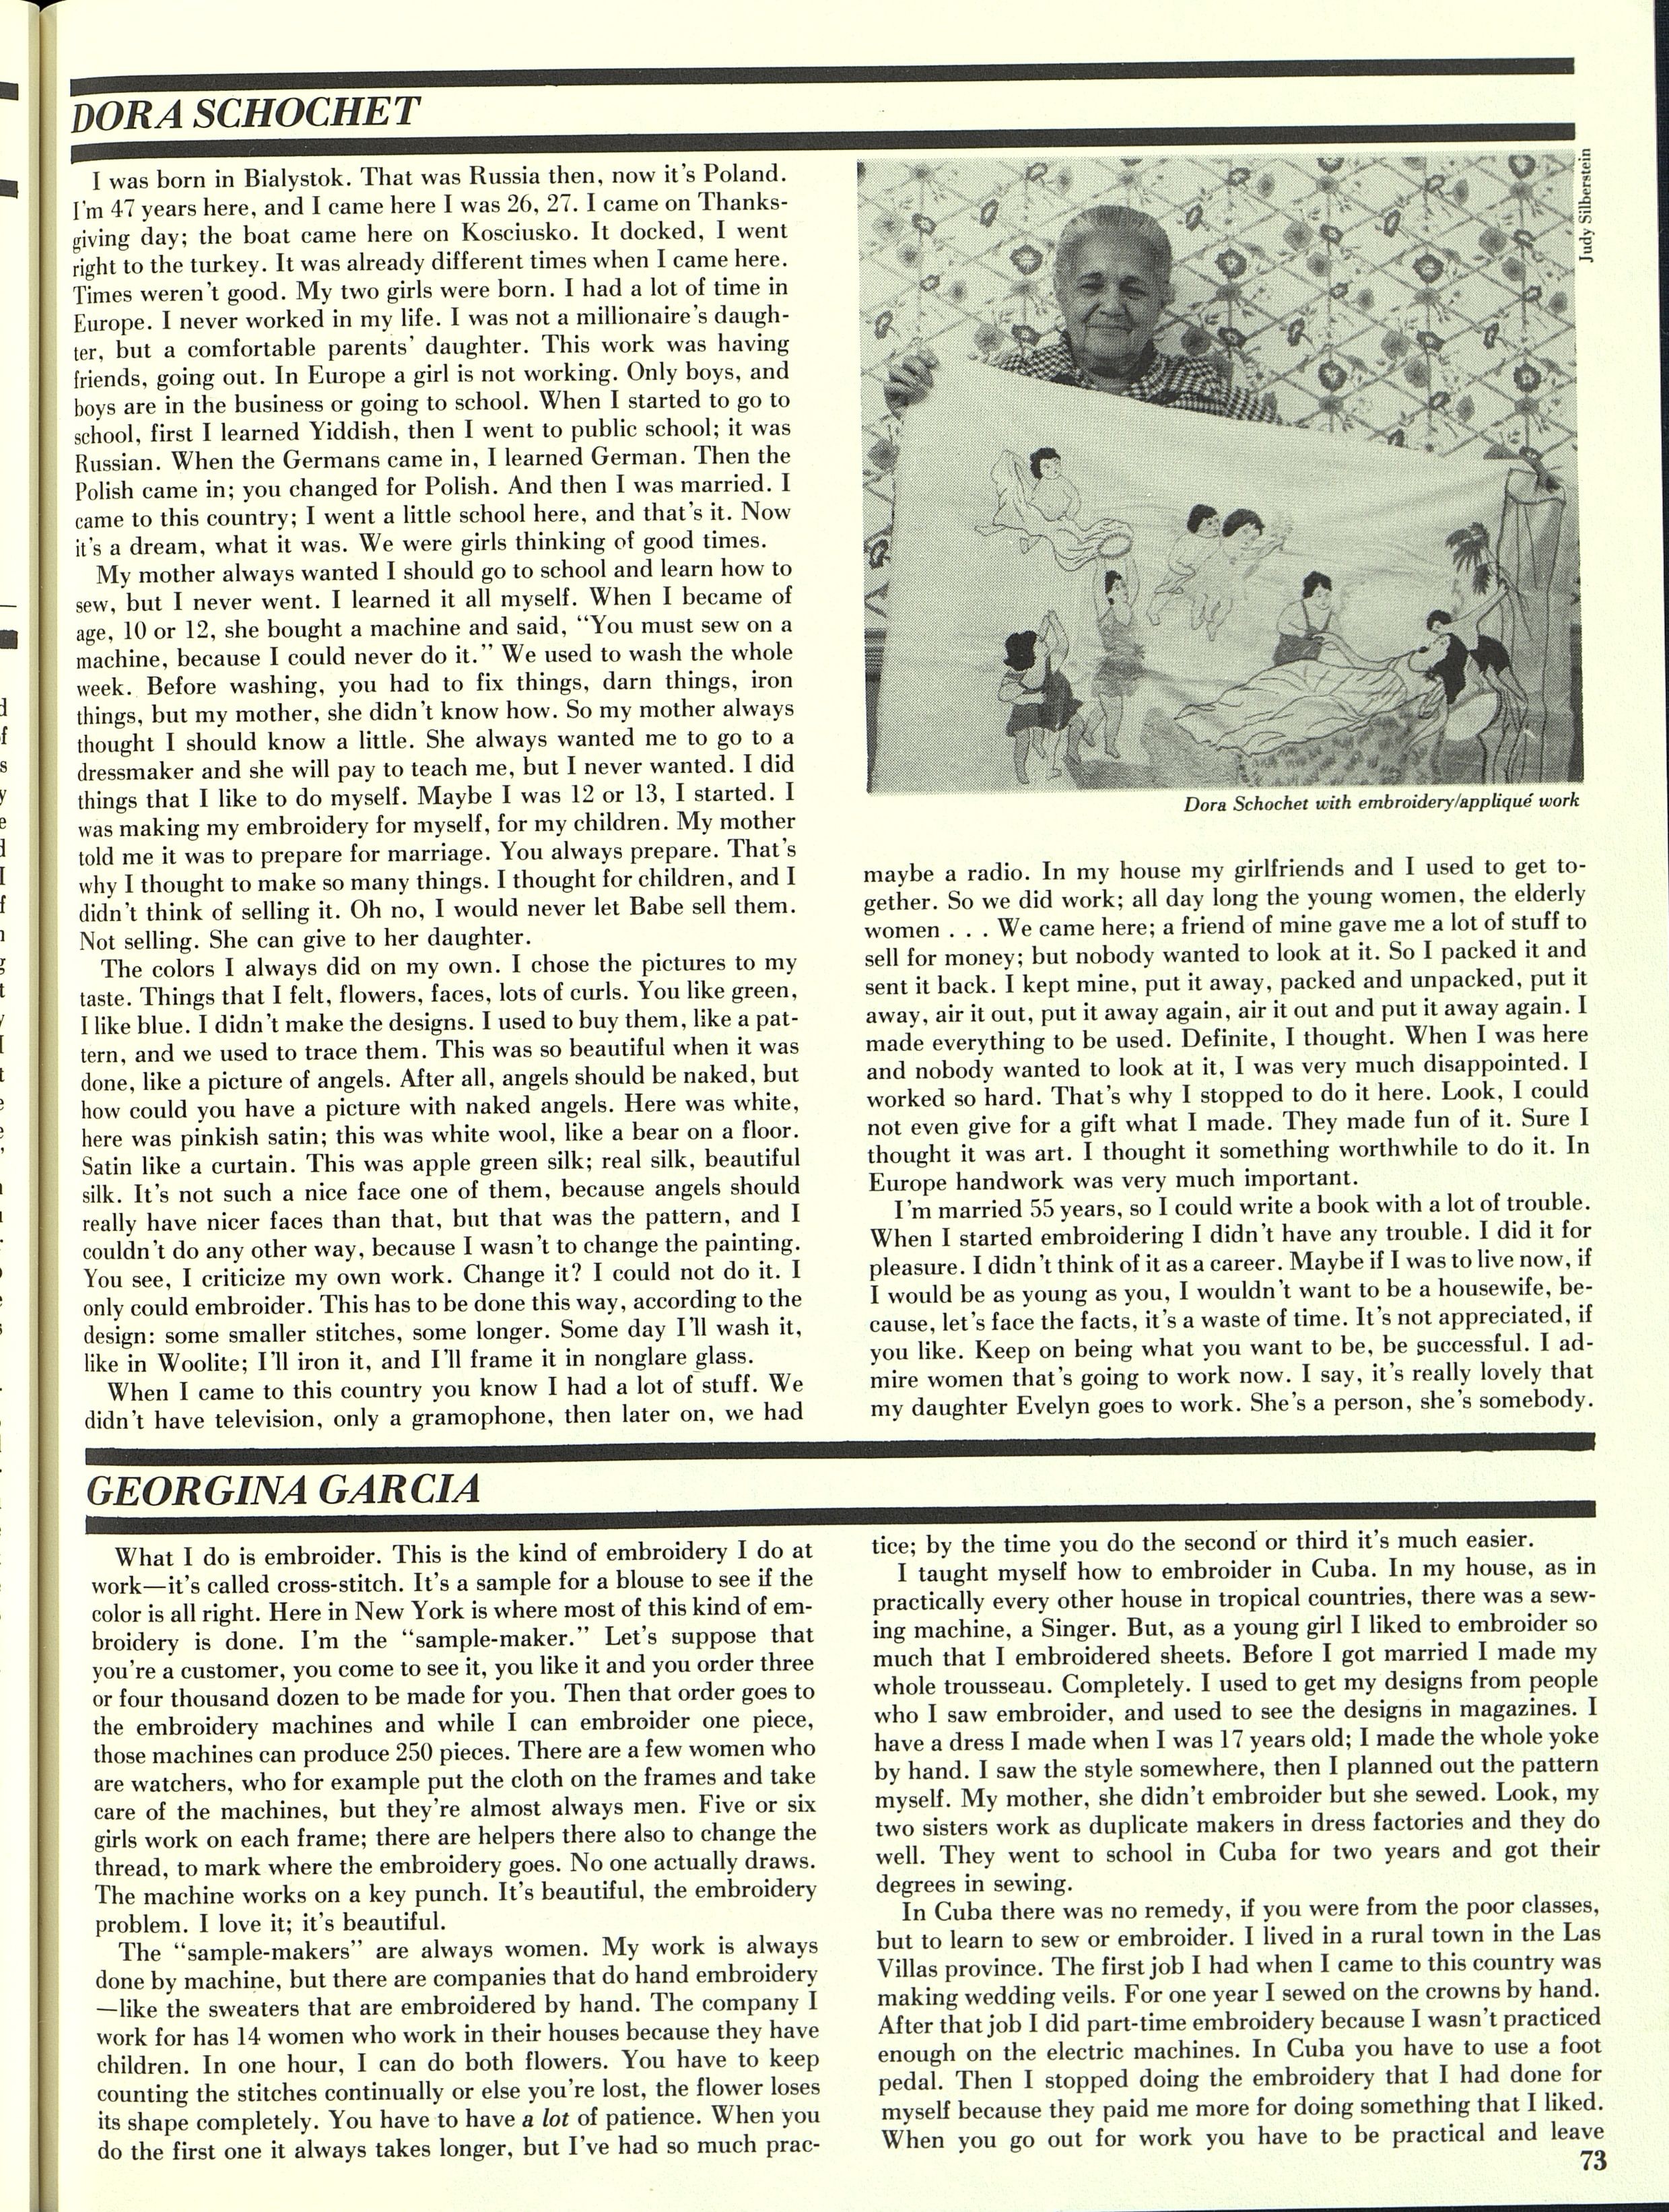 DORA SCHOCHET
I was born in Bialystok. That was Russia then, now it's Poland.
I'm 47 years here, and I came here I was 26, 27. I came on Thanks-
giving day; the boat came here on Kosciusko. It docked, I went
right to the turkey. It was already different times when I came here.
Times weren't good. My two girls were born. I had a lot of time in
Europe. I never worked in my life. I was not a millionaire's daugh-
ter, but a comfortable parents' daughter. This work was having
friends, going out. In Europe a girl is not working. Only boys, and
boys are in the business or going to school. When I started to go to
school, first I learned Yiddish, then I went to public school; it was
Russian. When the Germans came in, I learned German. Then the
Polish came in; you changed for Polish. And then I was married. I
came to this country; I went a little school here, and that's it. Now
it's a dream, what it was. We were girls thinking of good times.
My mother always wanted I should go to school and learn how to
sew, but I never went. I learned it all myself. When I became of
age, 10 or 12, she bought a machine and said, “You must sew on a
machine, because I could never do it.” We used to wash the whole
week. Before washing, you had to fix things, darn things, iron
things, but my mother, she didn't know how. So my mother always
thought I should know a little. She always wanted me to go to a
dressmaker and she will pay to teach me, but I never wanted. I did
things that I like to do myself. Maybe I was 12 or 13, I started. I
was making my embroidery for myself, for my children. My mother
told me it was to prepare for marriage. You always prepare. That's
why I thought to make so many things. I thought for children, and I
didn't think of selling it. Oh no, I would never let Babe sell them.
Not selling. She can give to her daughter.
The colors I always did on my own. I chose the pictures to my
taste. Things that I felt, flowers, faces, lots of curls. You like green,
I like blue. I didn't make the designs. I used to buy them, like a pat-
tern, and we used to trace them. This was so beautiful when it was
done, like a picture of angels. After all, angels should be naked, but
how could you have a picture with naked angels. Here was white,
here was pinkish satin; this was white wool, like a bear on a floor.
Satin like a curtain. This was apple green silk; real silk, beautiful
silk. It's not such a nice face one of them, because angels should
really have nicer faces than that, but that was the pattern, and I
couldn't do any other way, because I wasn't to change the painting.
You see, I criticize my own work. Change it? I could not do it. I
only could embroider. This has to be done this way, according to the
design: some smaller stitches, some longer. Some day I'll wash it,
like in Woolite; I'll iron it, and I'll frame it in nonglare glass.
When I came to this country you know I had a lot of stuff. We
didn't have television, only a gramophone, then later on, we had
Judy Silberstein
Dora Schochet with embroidery/appliqué work
maybe a radio. In my house my girlfriends and I used to get to-
gether. So we did work; all day long the young women, the elderly
women . . . We came here; a friend of mine gave me a lot of stuff to
sell for money; but nobody wanted to look at it. So I packed it and
sent it back. I kept mine, put it away, packed and unpacked, put it
away, air it out, put it away again, air it out and put it away again. I
made everything to be used. Definite, I thought. When I was here
and nobody wanted to look at it, I was very much disappointed. I
worked so hard. That's why I stopped to do it here. Look, I could
not even give for a gift what I made. They made fun of it. Sure I
thought it was art. I thought it something worthwhile to do it. In
Europe handwork was very much important.
I'm married 55 years, so I could write a book with a lot of trouble.
When I started embroidering I didn't have any trouble. I did it for
pleasure. I didn't think of it as a career. Maybe if I was to live now, if
I would be as young as you, I wouldn't want to be a housewife, be-
cause, let's face the facts, it's a waste of time. It's not appreciated, if
you like. Keep on being what you want to be, be successful. I ad-
mire women that's going to work now. I say, it's really lovely that
my daughter Evelyn goes to work. She's a person, she's somebody.
GEORGINA GARCIA
What I do is embroider. This is the kind of embroidery I do at
work—it's called cross-stitch. It's a sample for a blouse to see if the
color is all right. Here in New York is where most of this kind of em-
broidery is done. I'm the “sample-maker.” Let's suppose that
you're a customer, you come to see it, you like it and you order three
or four thousand dozen to be made for you. Then that order goes to
the embroidery machines and while I can embroider one piece,
those machines can produce 250 pieces. There are a few women who
are watchers, who for example put the cloth on the frames and take
care of the machines, but they're almost always men. Five or six
girls work on each frame; there are helpers there also to change the
thread, to mark where the embroidery goes. No one actually draws.
The machine works on a key punch. It's beautiful, the embroidery
problem. I love it; it's beautiful.
The “sample-makers” are always women. My work is always
done by machine, but there are companies that do hand embroidery
—like the sweaters that are embroidered by hand. The company I
work for has 14 women who work in their houses because they have
children. In one hour, I can do both flowers. You have to keep
counting the stitches continually or else you're lost, the flower loses
its shape completely. You have to have a lot of patience. When you
do the first one it always takes longer, but I've had so much prac-
tice; by the time you do the second or third it's much easier.
I taught myself how to embroider in Cuba. In my house, as in
practically every other house in tropical countries, there was a sew-
ing machine, a Singer. But, as a young girl I liked to embroider so
much that I embroidered sheets. Before I got married I made my
whole trousseau. Completely. I used to get my designs from people
who I saw embroider, and used to see the designs in magazines. I
have a dress I made when I was 17 years old; I made the whole yoke
by hand. I saw the style somewhere, then I planned out the pattern
myself. My mother, she didn't embroider but she sewed. Look, my
two sisters work as duplicate makers in dress factories and they do
well. They went to school in Cuba for two years and got their
degrees in sewing.
In Cuba there was no remedy, if you were from the poor classes,
but to learn to sew or embroider. I lived in a rural town in the Las
Villas province. The first job I had when I came to this country was
making wedding veils. For one year I sewed on the crowns by hand.
After that job I did part-time embroidery because I wasn't practiced
enough on the electric machines. In Cuba you have to use a foot
pedal. Then I stopped doing the embroidery that I had done for
myself because they paid me more for doing something that I liked.
When you go out for work you have to be practical and leave
73